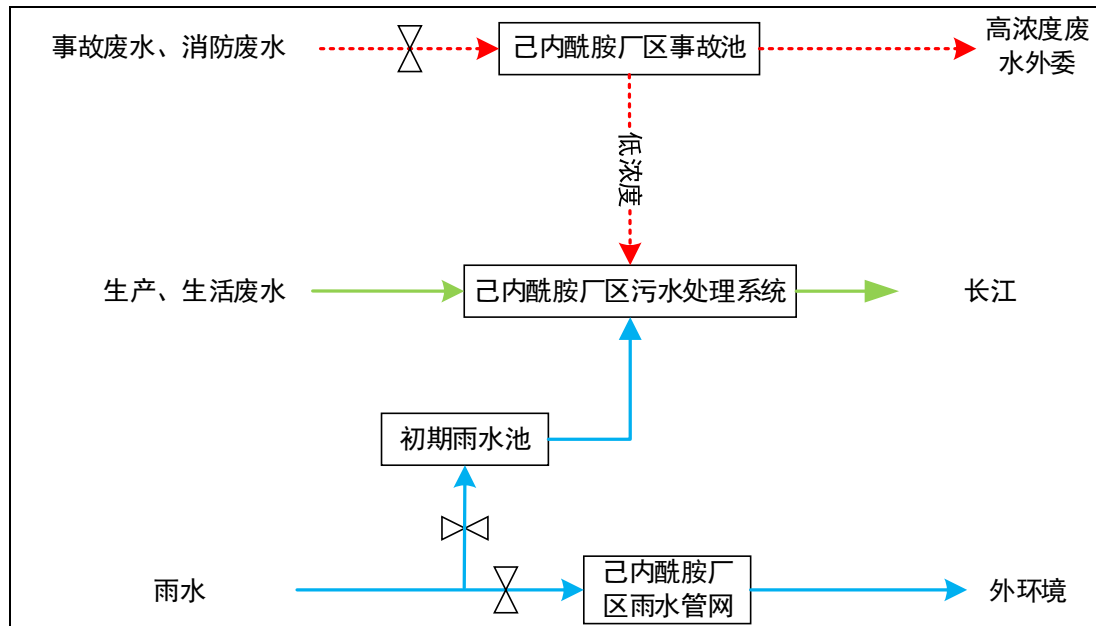 事故废水、消防废水
己内酰胺厂区事故池
高浓度废
水外委
低浓度
生产、生活废水
己内酰胺厂区污水处理系统
长江
初期雨水池
雨水
己内酰胺厂
区雨水管网
外环境